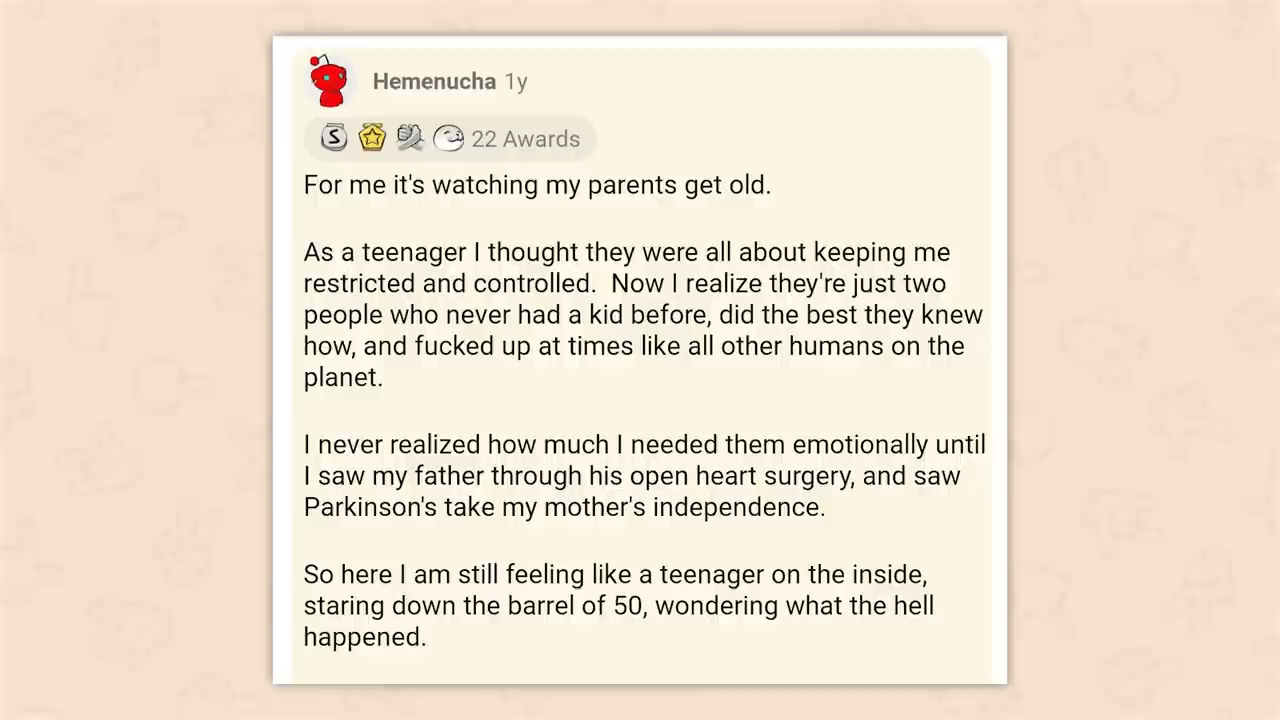 Hemenucha 1y
S 22 Awards
For me it's watching my parents get old.
As a teenager I thought they were all about keeping me
restricted and controlled.  Now I realize they're just two
people who never had a kid before, did the best they knew
how, and fucked up at times like all other humans on the
planet.
I never realized how much I needed them emotionally until
I saw my father through his open heart surgery, and saw
Parkinson's take my mother's independence.
So here I am still feeling like a teenager on the inside,
staring down the barrel of 50, wondering what the hell
happened.